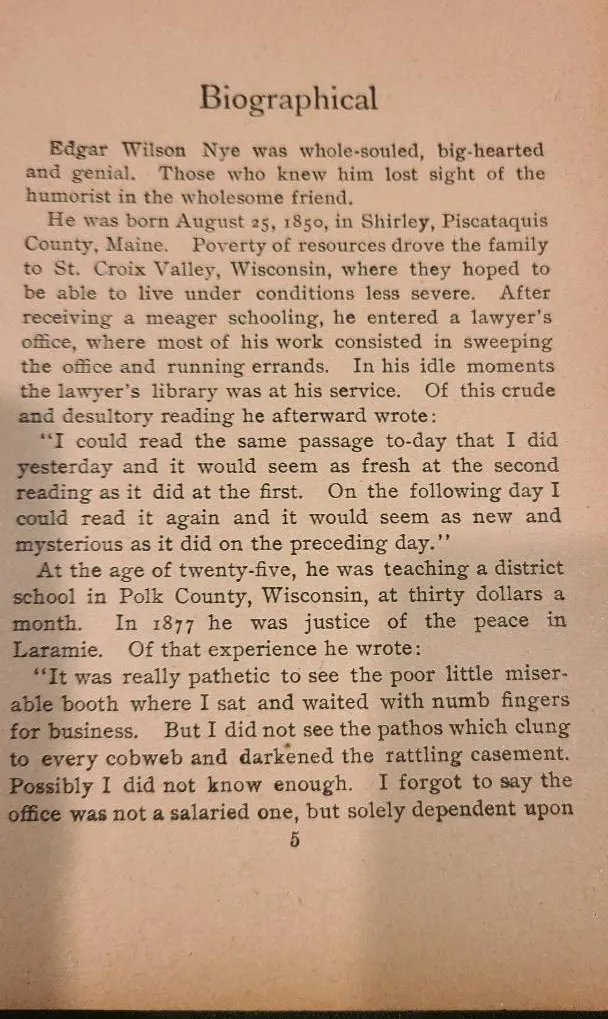 Biographical
Edgar Wilson Nye was whole-souled, big-hearted
and genial. Those who knew him lost sight of the
humorist in the wholesome friend.
He was born August 25, 1850, in Shirley, Piscataquis
County, Maine. Poverty of resources drove the family
to St. Croix Valley, Wisconsin, where they hoped to
be able to live under conditions less severe. After
receiving a meager schooling, he entered a lawyer's
office, where most of his work consisted in sweeping
the office and running errands. In his idle moments
the lawyer's library was at his service. Of this crude
and desultory reading he afterward wrote:
"I could read the same passage to-day that I did
yesterday and it would seem as fresh at the second
reading as it did at the first. On the following day I
could read it again and it would seem as new and
mysterious as it did on the preceding day."
At the age of twenty-five, he was teaching a district
school in Polk County, Wisconsin, at thirty dollars a
month. In 1877 he was justice of the peace in
Laramie. Of that experience he wrote:
"It was really pathetic to see the poor little miser-
able booth where I sat and waited with numb fingers
for business. But I did not see the pathos which clung
to every cobweb and darkened the rattling casement.
Possibly I did not know enough. I forgot to say the
office was not a salaried one, but solely dependent upon
5